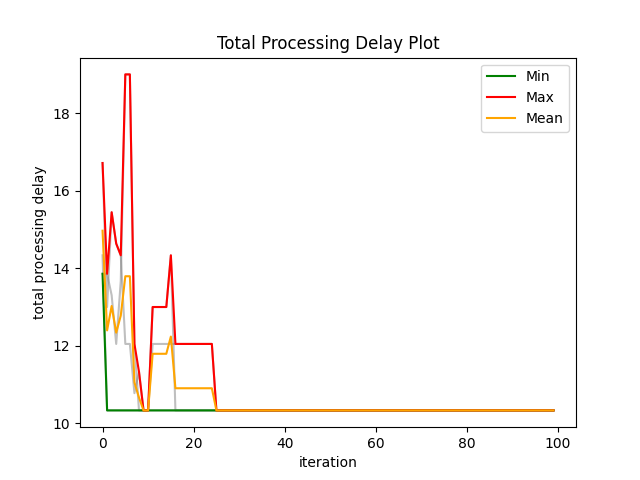 Total Processing Delay Plot
Min
Max
Mean
total processing delay
18
16
14
12
10
0 20 40 60 80 100
iteration